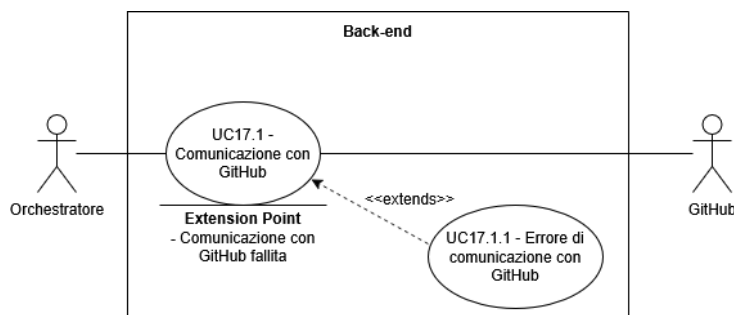 Back-end
UC17.1 -
Comunicazione con
GitHub
<<extends>>
Orchestratore
GitHub
Extension Point
- Comunicazione con
GitHub fallita
UC17.1.1 - Errore di
comunicazione con
GitHub